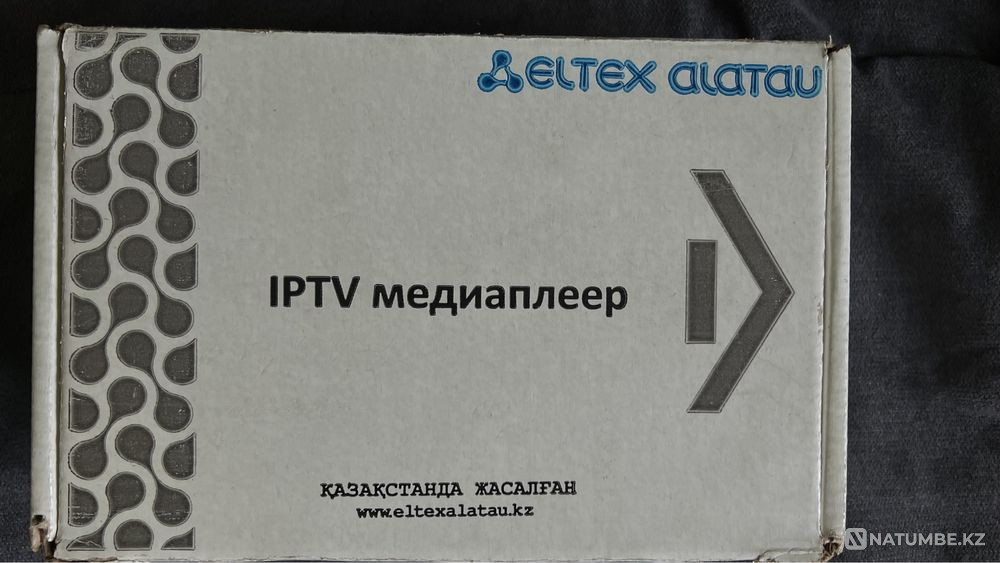 ELTEX ALATAU
IPTV медиаплеер
ҚАЗАҚСТАНДА ЖАСАЛҒАН
www.eltexalatau.kz
NATUMBE.KZ